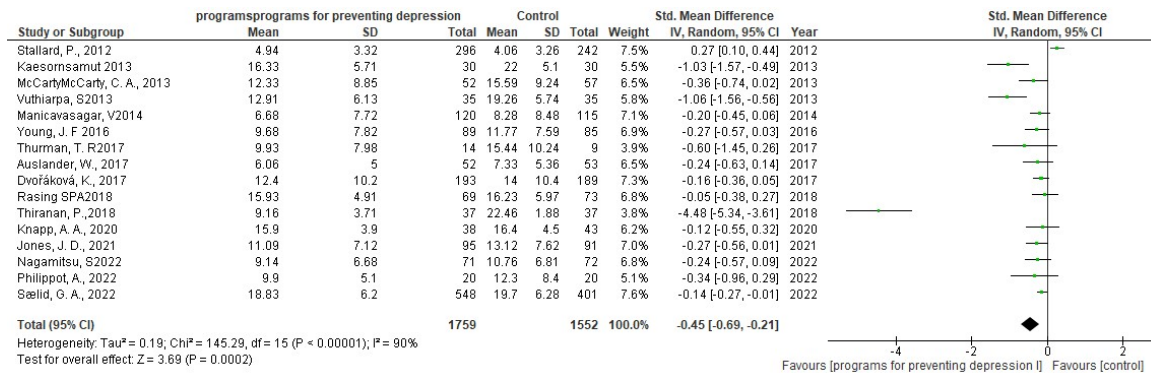 programsprograms for preventing depression Control Std. Mean Difference Std. Mean Difference
Study or Subgroup Mean SD Total Mean SD Total Weight IV, Random, 95% CI Year IV, Random, 95% CI
Stallard, P., 2012 4.94 3.32 296 4.06 3.26 242 7.5% 0.27 [0.10, 0.44] 2012
Kaesornsamut 2013 16.33 5.71 30 22 5.1 30 5.6% -1.03 [-1.57, -0.49] 2013
McCartyMcCarty, C. A., 2013 12.33 8.85 52 15.59 9.24 57 6.5% -0.36 [-0.74, 0.02] 2013
Vuthiarpa, S2013 12.91 6.13 35 19.26 5.74 35 5.8% -1.06 [-1.56, -0.56] 2013
Manicavasagar, V2014 6.68 7.72 120 8.28 8.48 115 7.1% -0.20 [-0.45, 0.06] 2014
Young, J. F 2016 9.68 7.82 89 11.77 7.59 85 6.9% -0.27 [-0.57, 0.03] 2016
Thurman, T. R2017 9.93 7.98 14 15.44 10.24 9 4.0% -0.60 [-1.45, 0.26] 2017
Auslander, W., 2017 6.06 5 52 7.33 5.36 53 6.4% -0.24 [-0.63, 0.14] 2017
Dvořáková, K., 2017 12.4 10.2 193 14 10.4 189 7.3% -0.16 [-0.36, 0.05] 2017
Rasing SPA2018 15.93 4.91 69 16.23 5.97 73 6.7% -0.05 [-0.38, 0.27] 2018
Thiranan, P.,2018 9.16 3.71 37 22.46 1.88 37 3.9% -4.48 [-5.34, -3.61] 2018
Knapp, A. A., 2020 15.9 3.9 38 16.4 4.5 43 6.1% -0.12 [-0.55, 0.32] 2020
Jones, J. D., 2021 11.09 7.12 95 13.12 7.62 91 6.9% -0.27 [-0.56, 0.01] 2021
Nagamitsu, S2022 9.14 6.68 71 10.76 6.81 72 6.7% -0.24 [-0.57, 0.09] 2022
Philippot, A., 2022 9.9 5.1 20 12.3 8.4 20 5.1% -0.34 [-0.96, 0.29] 2022
Sælid, G. A., 2022 18.83 6.2 548 19.7 6.28 401 7.6% -0.14 [-0.27, -0.01] 2022
Total (95% CI) 1759 1552 100.0% -0.45 [-0.69, -0.21]
Heterogeneity: Tau² = 0.19; Chi² = 145.29, df = 15 (P < 0.00001); I² = 90%
Test for overall effect: Z = 3.69 (P = 0.0002)
-4 -2 0 2
Favours [programs for preventing depression I] Favours [control]